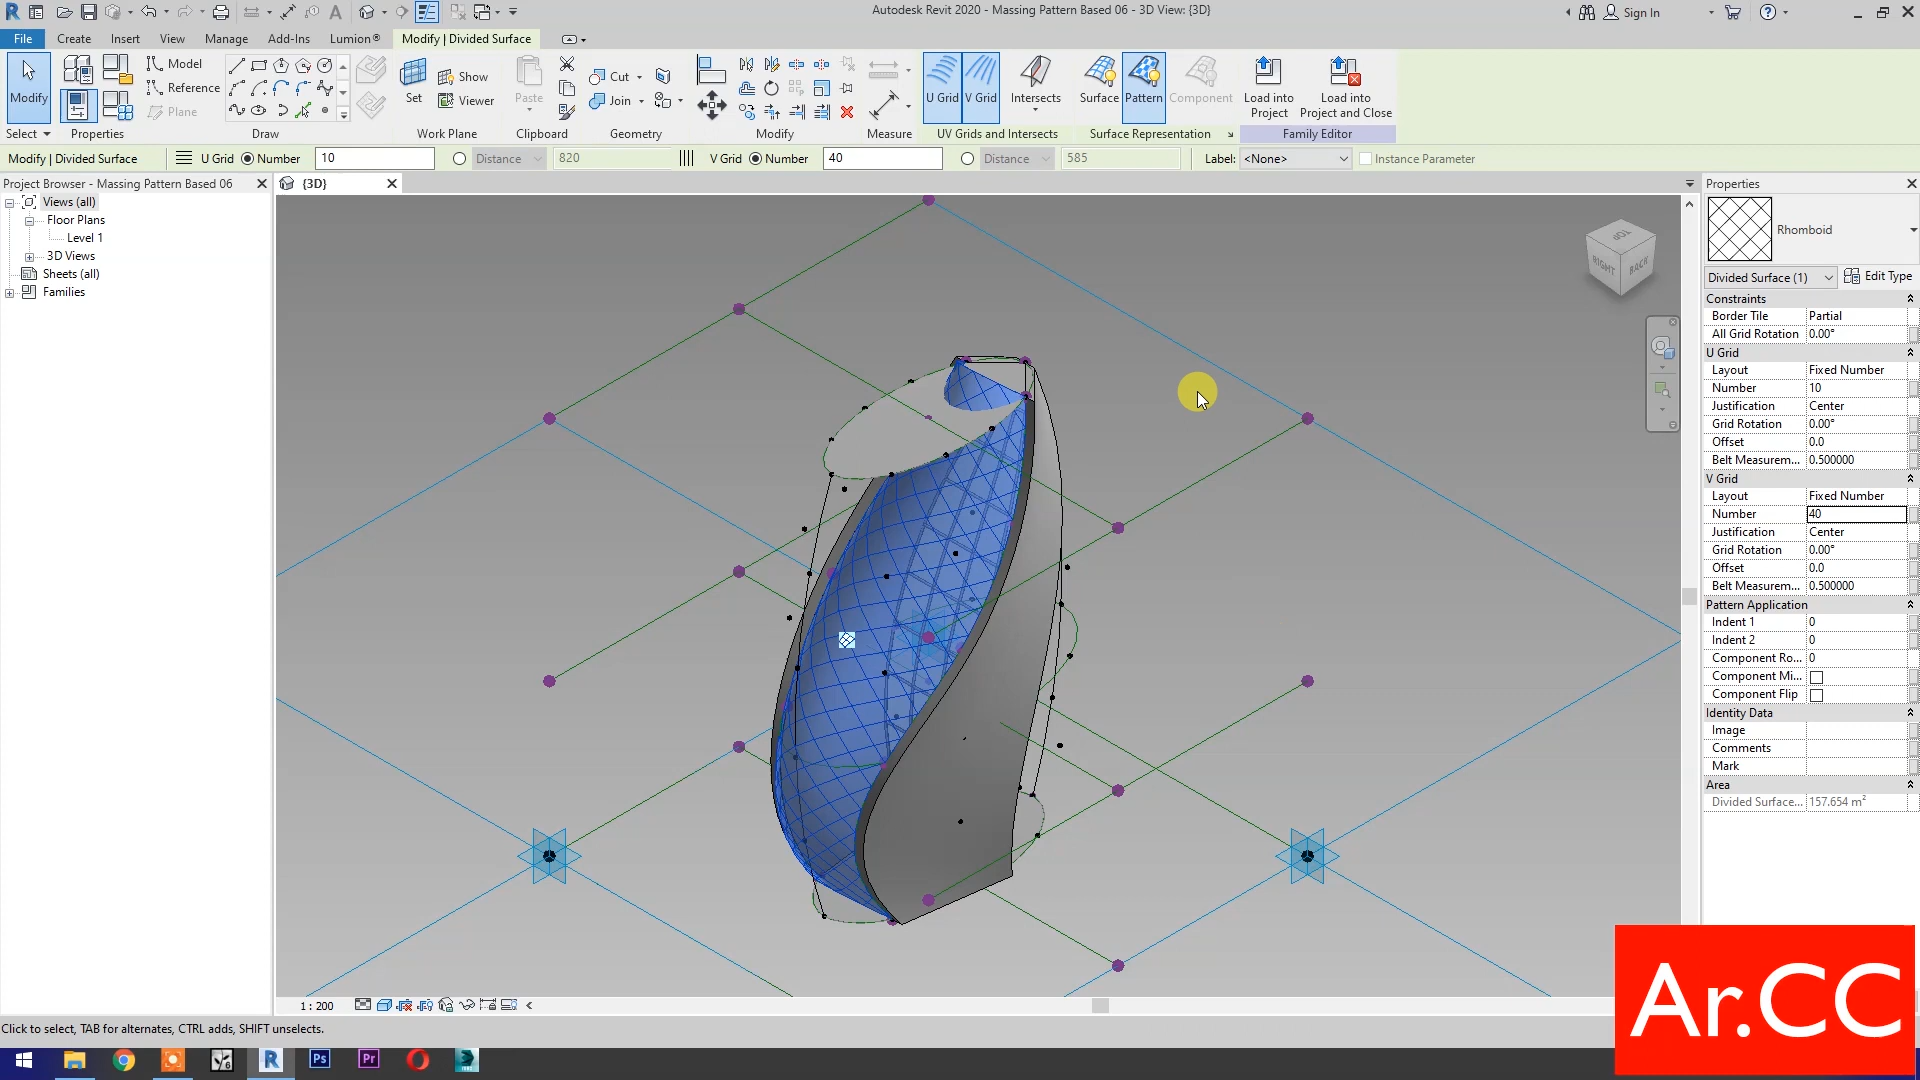 Autodesk Revit 2020 - Massing Pattern Based 06 - 3D View: {3D}
Sign In
File Create Insert View Manage Add-Ins Lumion® Modify | Divided Surface
Modify
Select
Properties
Model
Reference
Plane
Draw
Set
Show
Viewer
Work Plane
Paste
Clipboard
Cut
Join
Geometry
Modify
Measure
U Grid V Grid
Intersects
UV Grids and Intersects
Surface Pattern Component
Surface Representation
Load into
Project
Load into
Project and Close
Family Editor
Modify | Divided Surface U Grid Number 10 Distance 820 V Grid Number 40 Distance 585 Label: <None> Instance Parameter
Project Browser - Massing Pattern Based 06
Views (all)
Floor Plans
Level 1
3D Views
Sheets (all)
Families
{3D}
TOP
RIGHT
BACK
Properties
Rhomboid
Divided Surface (1) Edit Type
Constraints
Border Tile Partial
All Grid Rotation 0.00°
U Grid
Layout Fixed Number
Number 10
Justification Center
Grid Rotation 0.00°
Offset 0.0
Belt Measurem... 0.500000
V Grid
Layout Fixed Number
Number 40
Justification Center
Grid Rotation 0.00°
Offset 0.0
Belt Measurem... 0.500000
Pattern Application
Indent 1 0
Indent 2 0
Component Ro... 0
Component Mi...
Component Flip
Identity Data
Image
Comments
Mark
Area
Divided Surface... 157.654 m²
1 : 200
Click to select, TAB for alternates, CTRL adds, SHIFT unselects.
Ar.CC
R
Ps
Pr